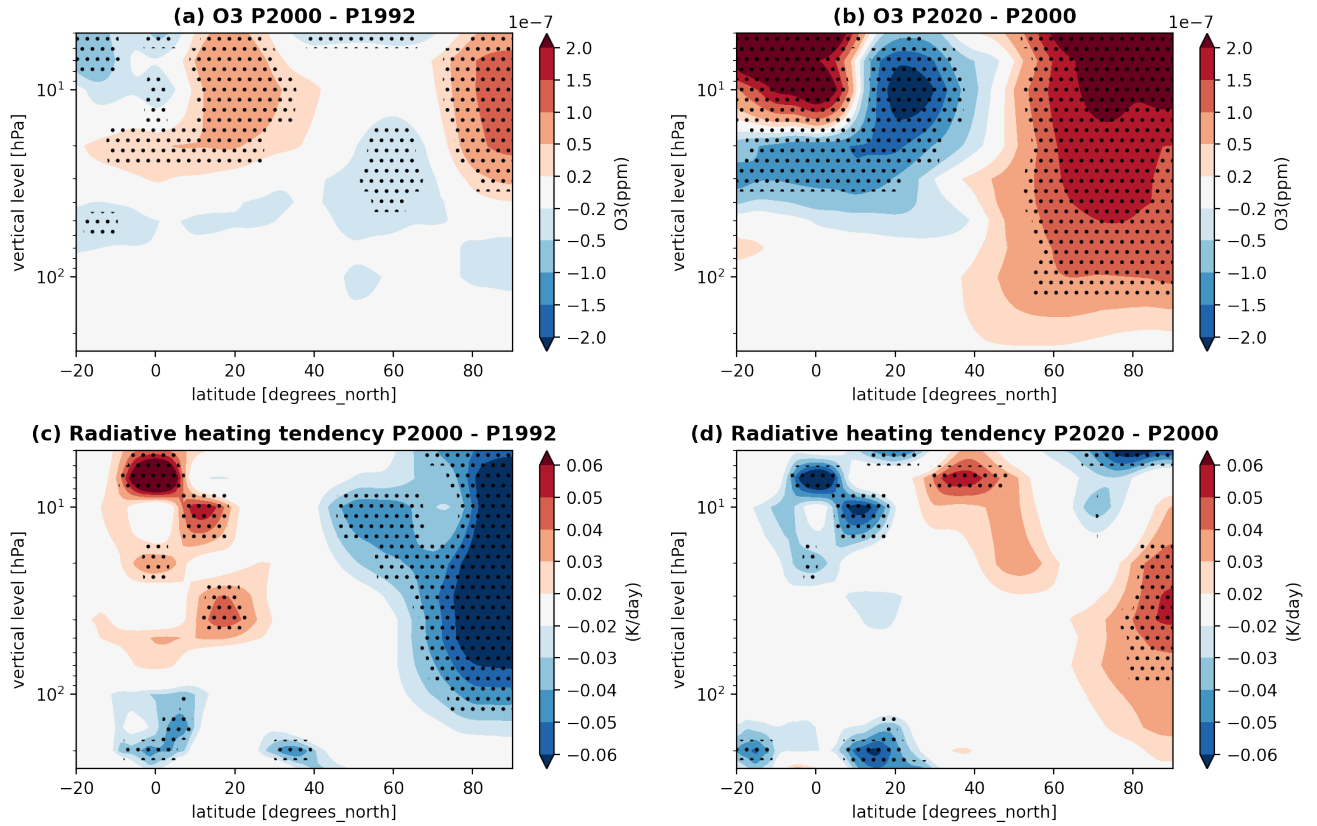 (a) O3 P2000 - P1992
1e−7
vertical level [hPa]
10¹
10²
−20 0 20 40 60 80
latitude [degrees_north]
2.0
1.5
1.0
0.5
0.2
−0.2
−0.5
−1.0
−1.5
−2.0
O3(ppm)
(b) O3 P2020 - P2000
1e−7
vertical level [hPa]
10¹
10²
−20 0 20 40 60 80
latitude [degrees_north]
2.0
1.5
1.0
0.5
0.2
−0.2
−0.5
−1.0
−1.5
−2.0
O3(ppm)
(c) Radiative heating tendency P2000 - P1992
vertical level [hPa]
10¹
10²
−20 0 20 40 60 80
latitude [degrees_north]
0.06
0.05
0.04
0.03
0.02
−0.02
−0.03
−0.04
−0.05
−0.06
(K/day)
(d) Radiative heating tendency P2020 - P2000
vertical level [hPa]
10¹
10²
−20 0 20 40 60 80
latitude [degrees_north]
0.06
0.05
0.04
0.03
0.02
−0.02
−0.03
−0.04
−0.05
−0.06
(K/day)